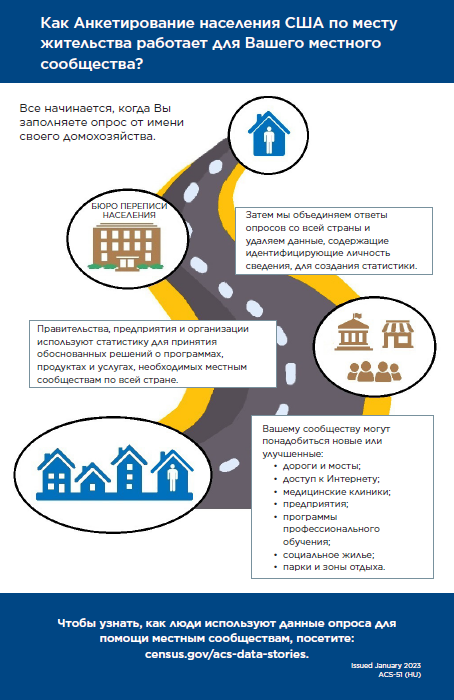 Как Анкетирование населения США по месту
жительства работает для Вашего местного
сообщества?
Все начинается, когда Вы
заполняете опрос от имени
своего домохозяйства.
БЮРО ПЕРЕПИСИ
НАСЕЛЕНИЯ
Затем мы объединяем ответы
опросов со всей страны и
удаляем данные, содержащие
идентифицирующие личность
сведения, для создания статистики.
Правительства, предприятия и организации
используют статистику для принятия
обоснованных решений о программах,
продуктах и услугах, необходимых местным
сообществам по всей стране.
Вашему сообществу могут
понадобиться новые или
улучшенные:
• дороги и мосты;
• доступ к Интернету;
• медицинские клиники;
• предприятия;
• программы
профессионального
обучения;
• социальное жилье;
• парки и зоны отдыха.
Чтобы узнать, как люди используют данные опроса для
помощи местным сообществам, посетите:
census.gov/acs-data-stories.
Issued January 2023
ACS-51 (HU)